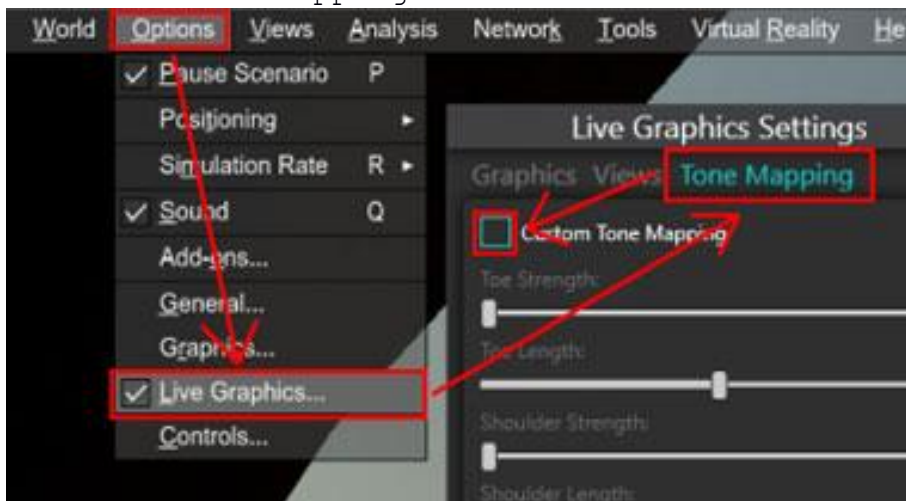 World Options Views Analysis Network Tools Virtual Reality He
Pause Scenario P
Positioning
Simulation Rate R
Sound Q
Add-ons...
General...
Graphics...
Live Graphics...
Controls...
Live Graphics Settings
Graphics Views Tone Mapping
Custom Tone Mapping
Toe Strength:
Toe Length:
Shoulder Strength:
Shoulder Length: